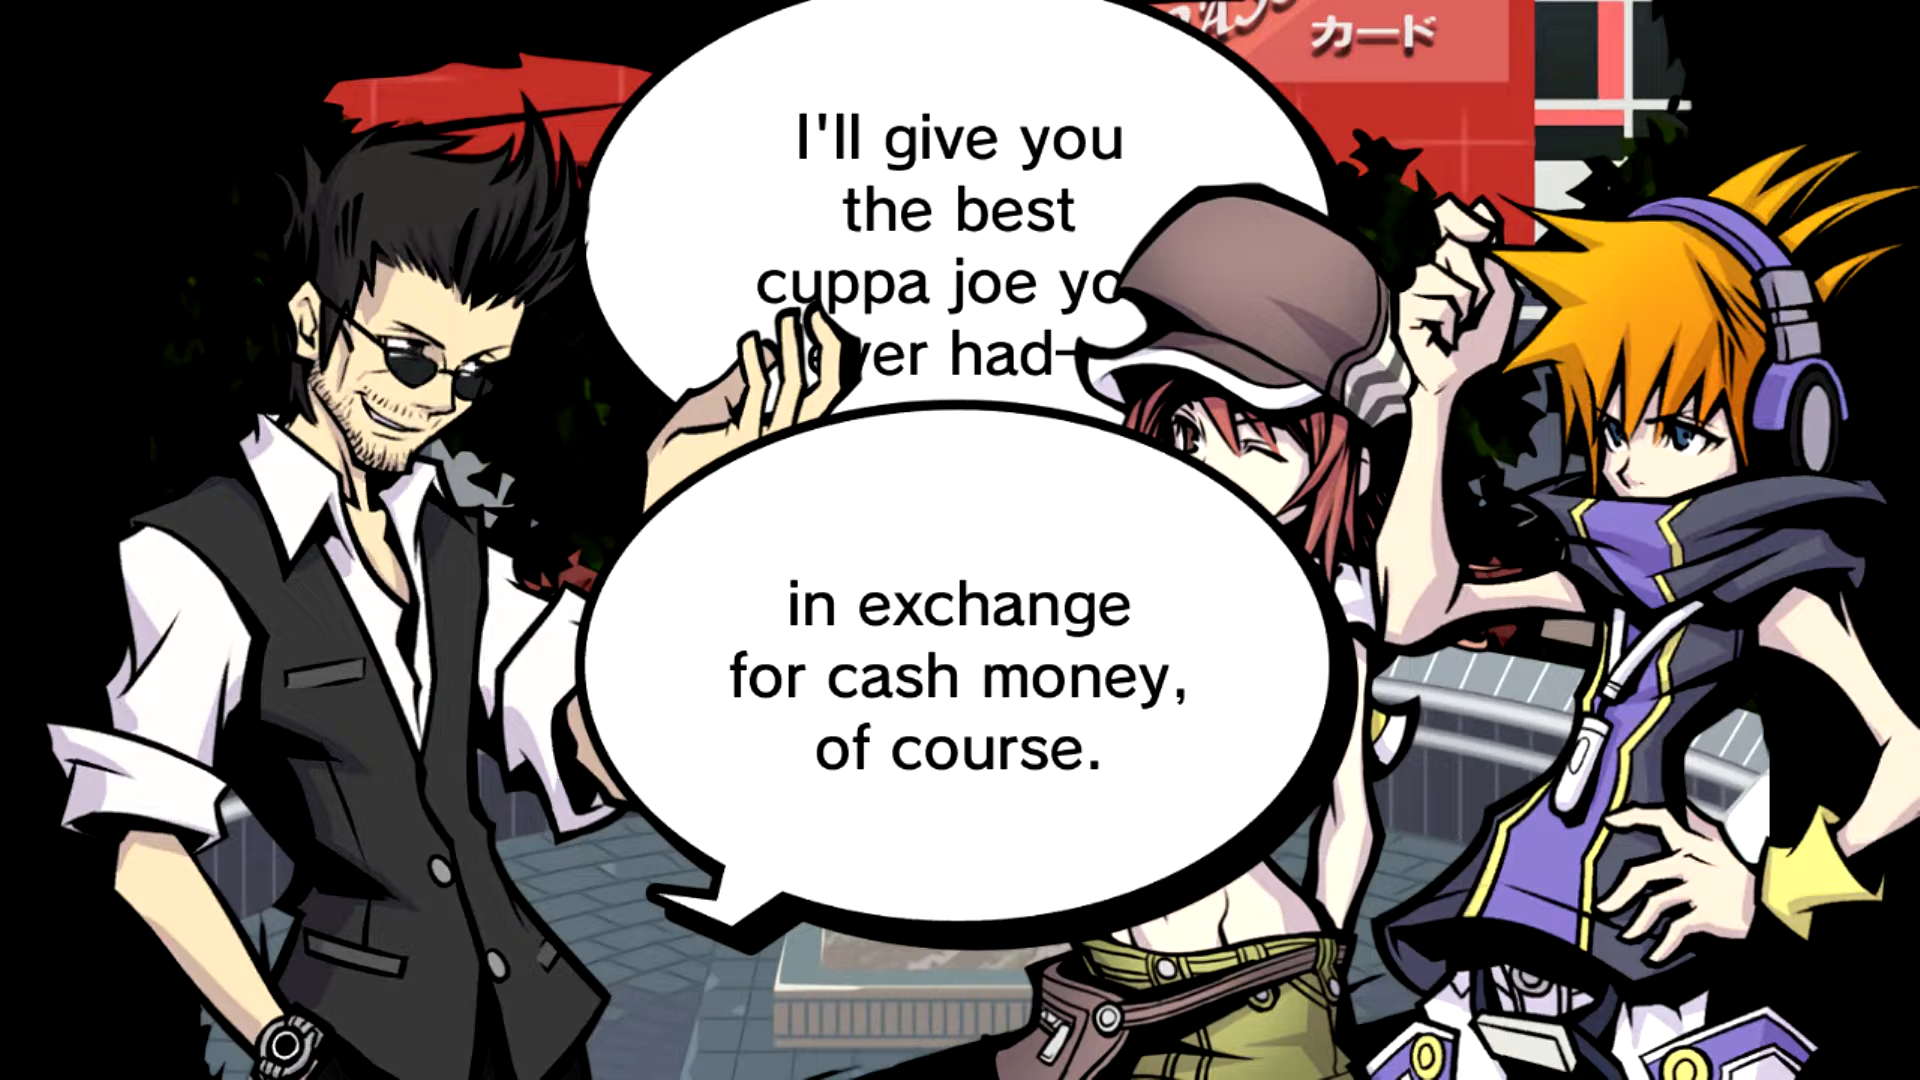 カード
I'll give you
the best
cuppa joe yo
ever had—
in exchange
for cash money,
of course.